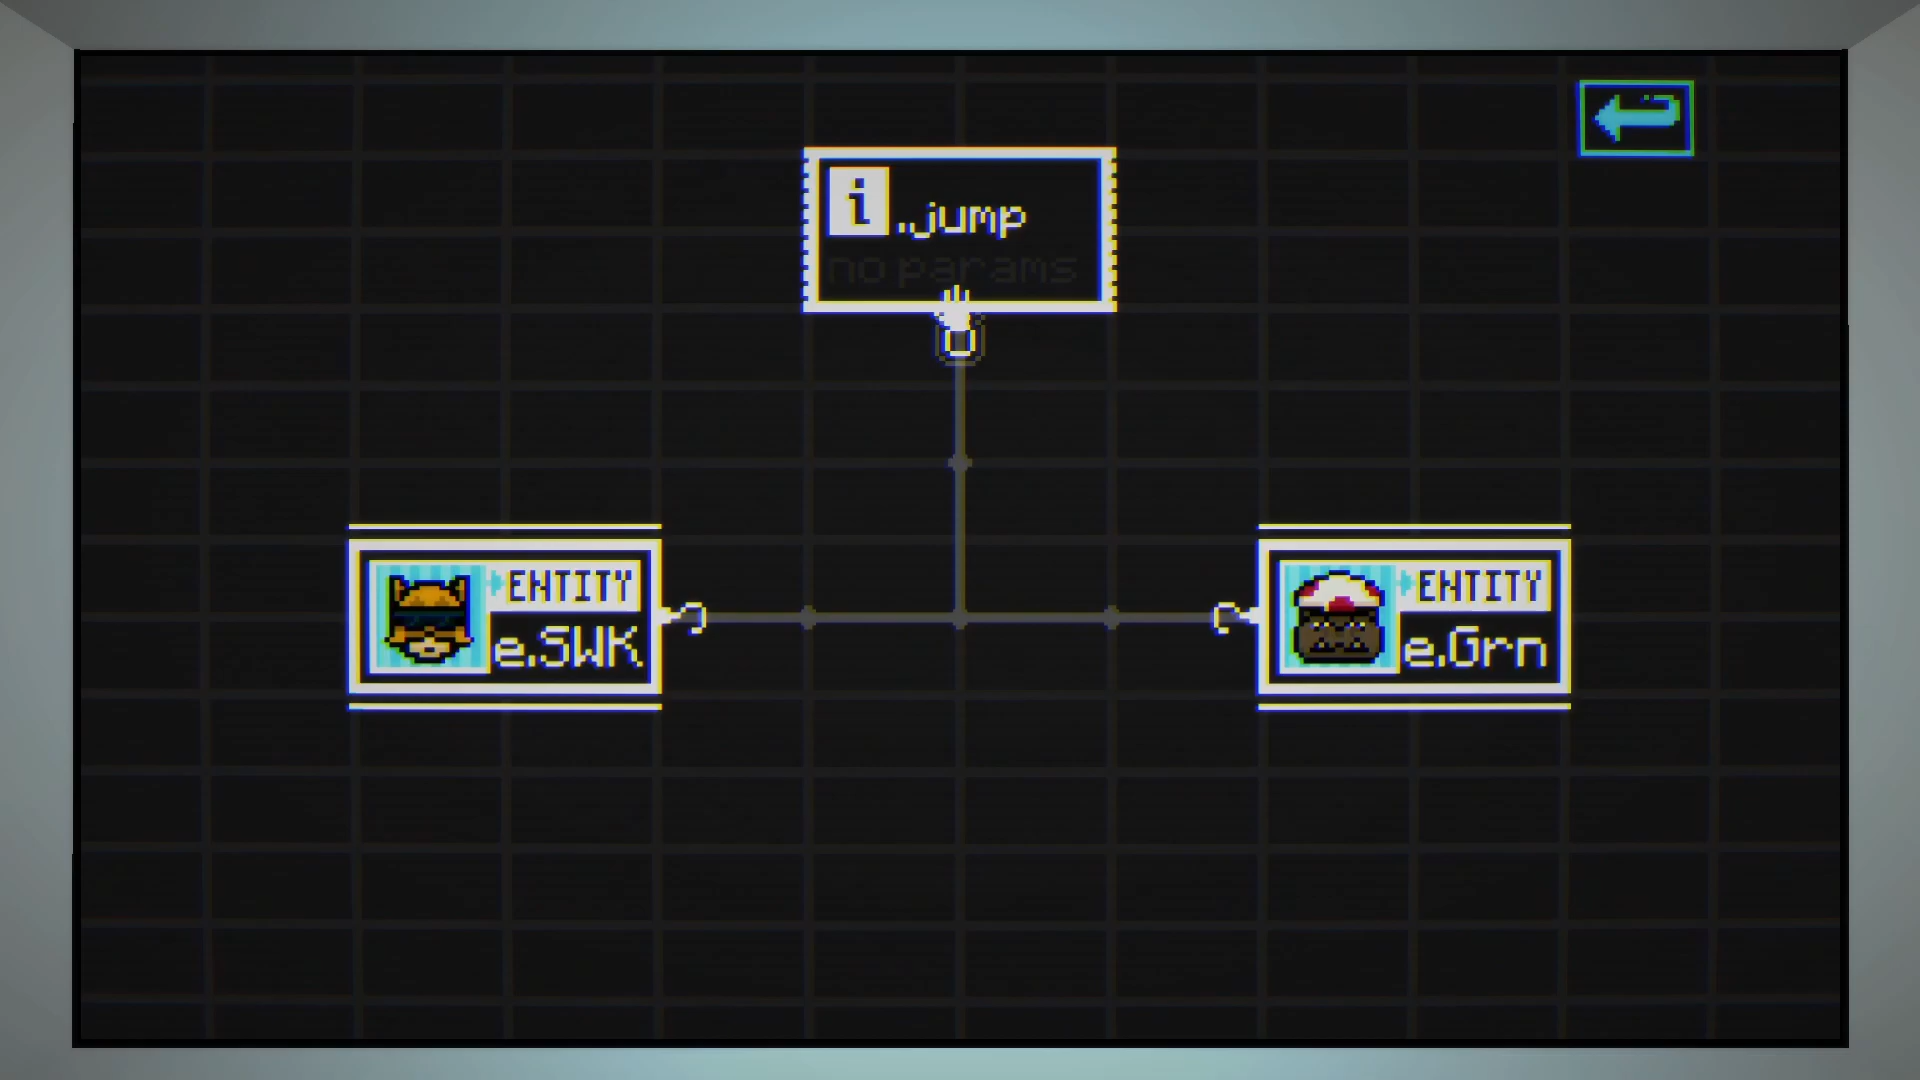 i ..jump
no params
ENTITY
e.SWK
ENTITY
e.Grn